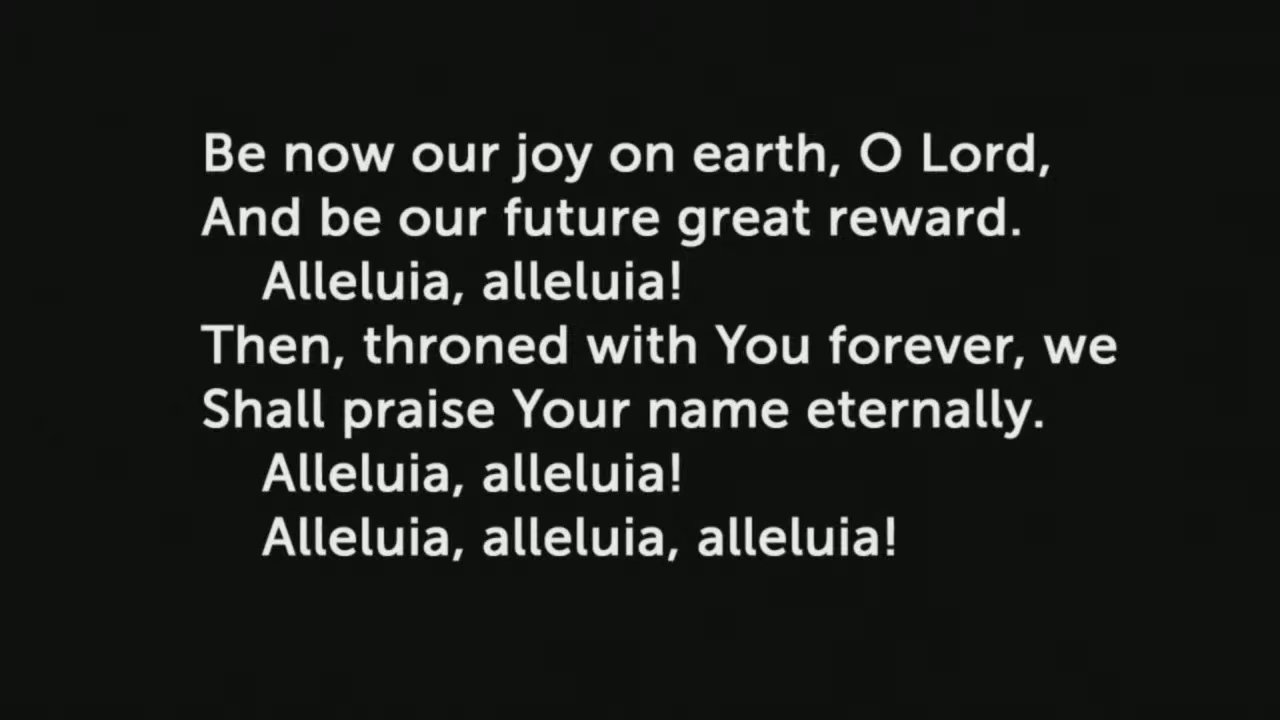 Be now our joy on earth, O Lord,
And be our future great reward.
Alleluia, alleluia!
Then, throned with You forever, we
Shall praise Your name eternally.
Alleluia, alleluia!
Alleluia, alleluia, alleluia!